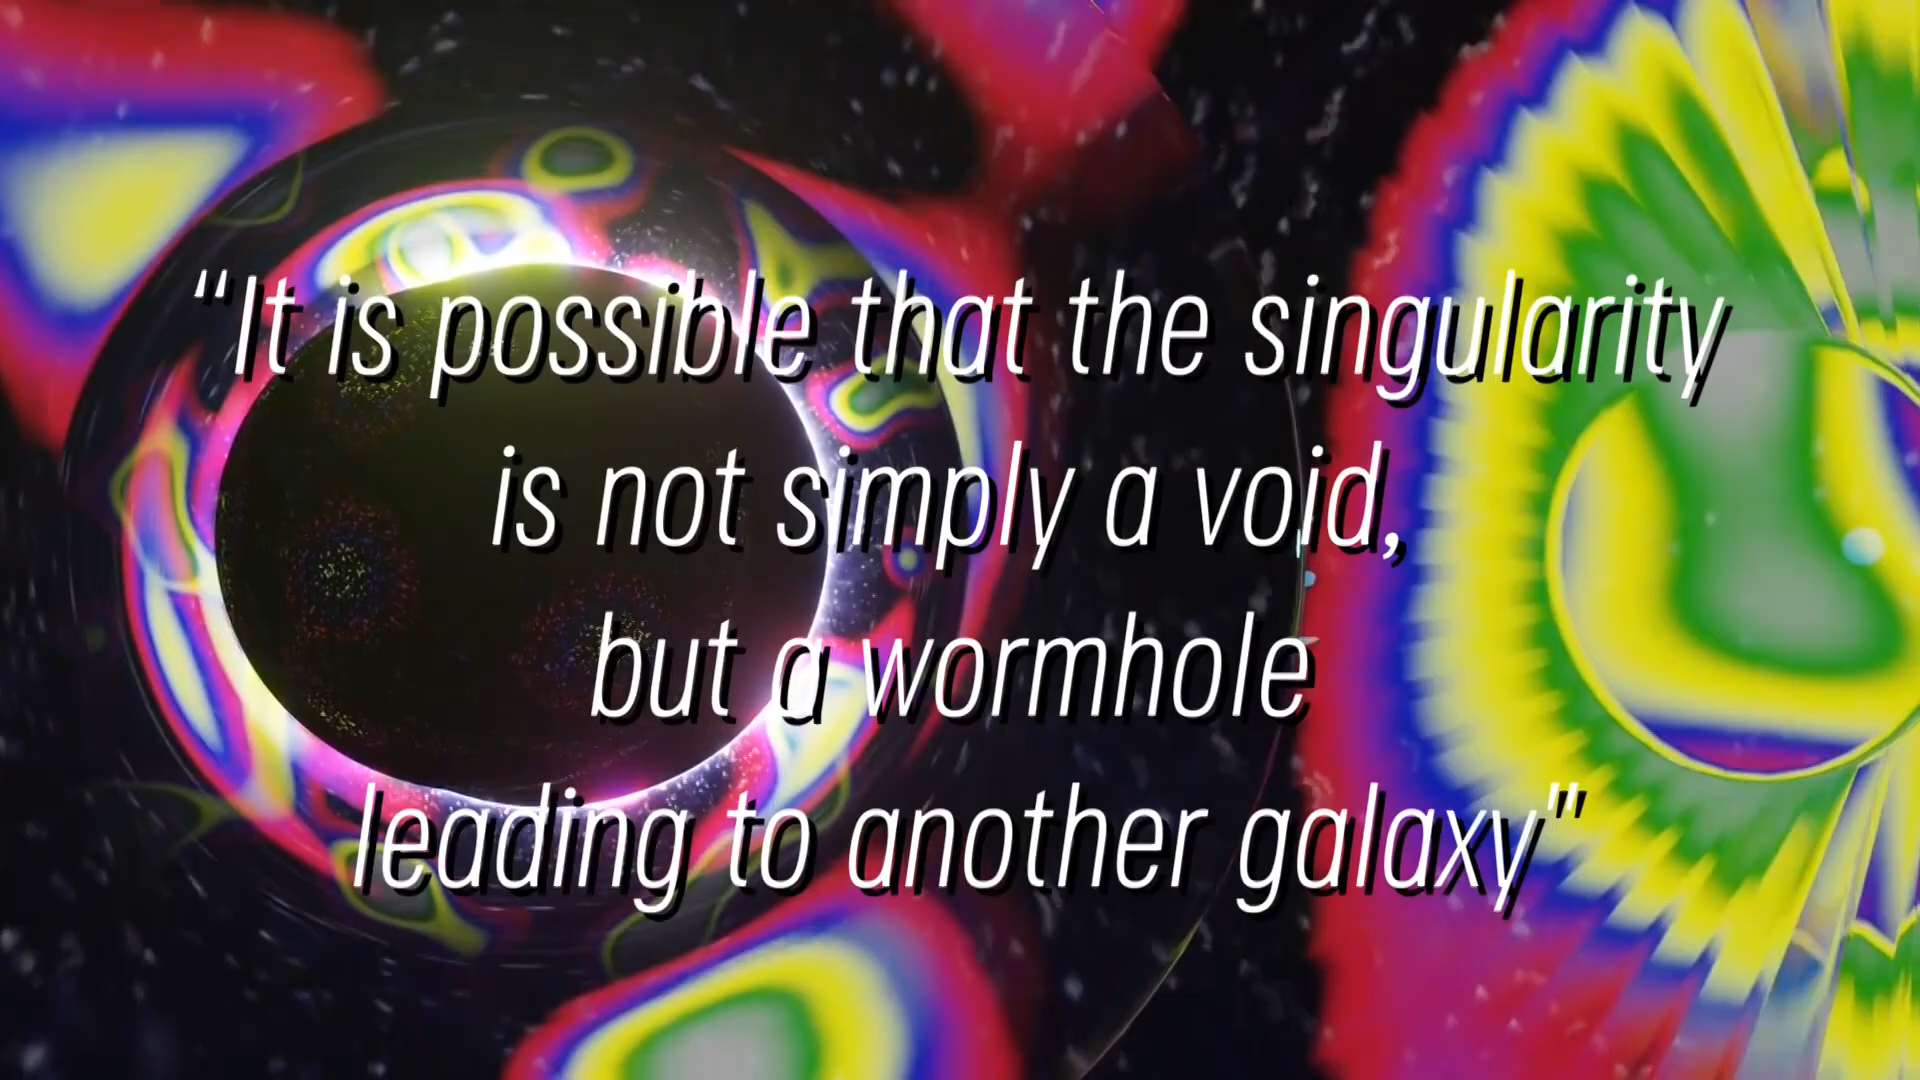 “It is possible that the singularity
is not simply a void,
but a wormhole
leading to another galaxy"